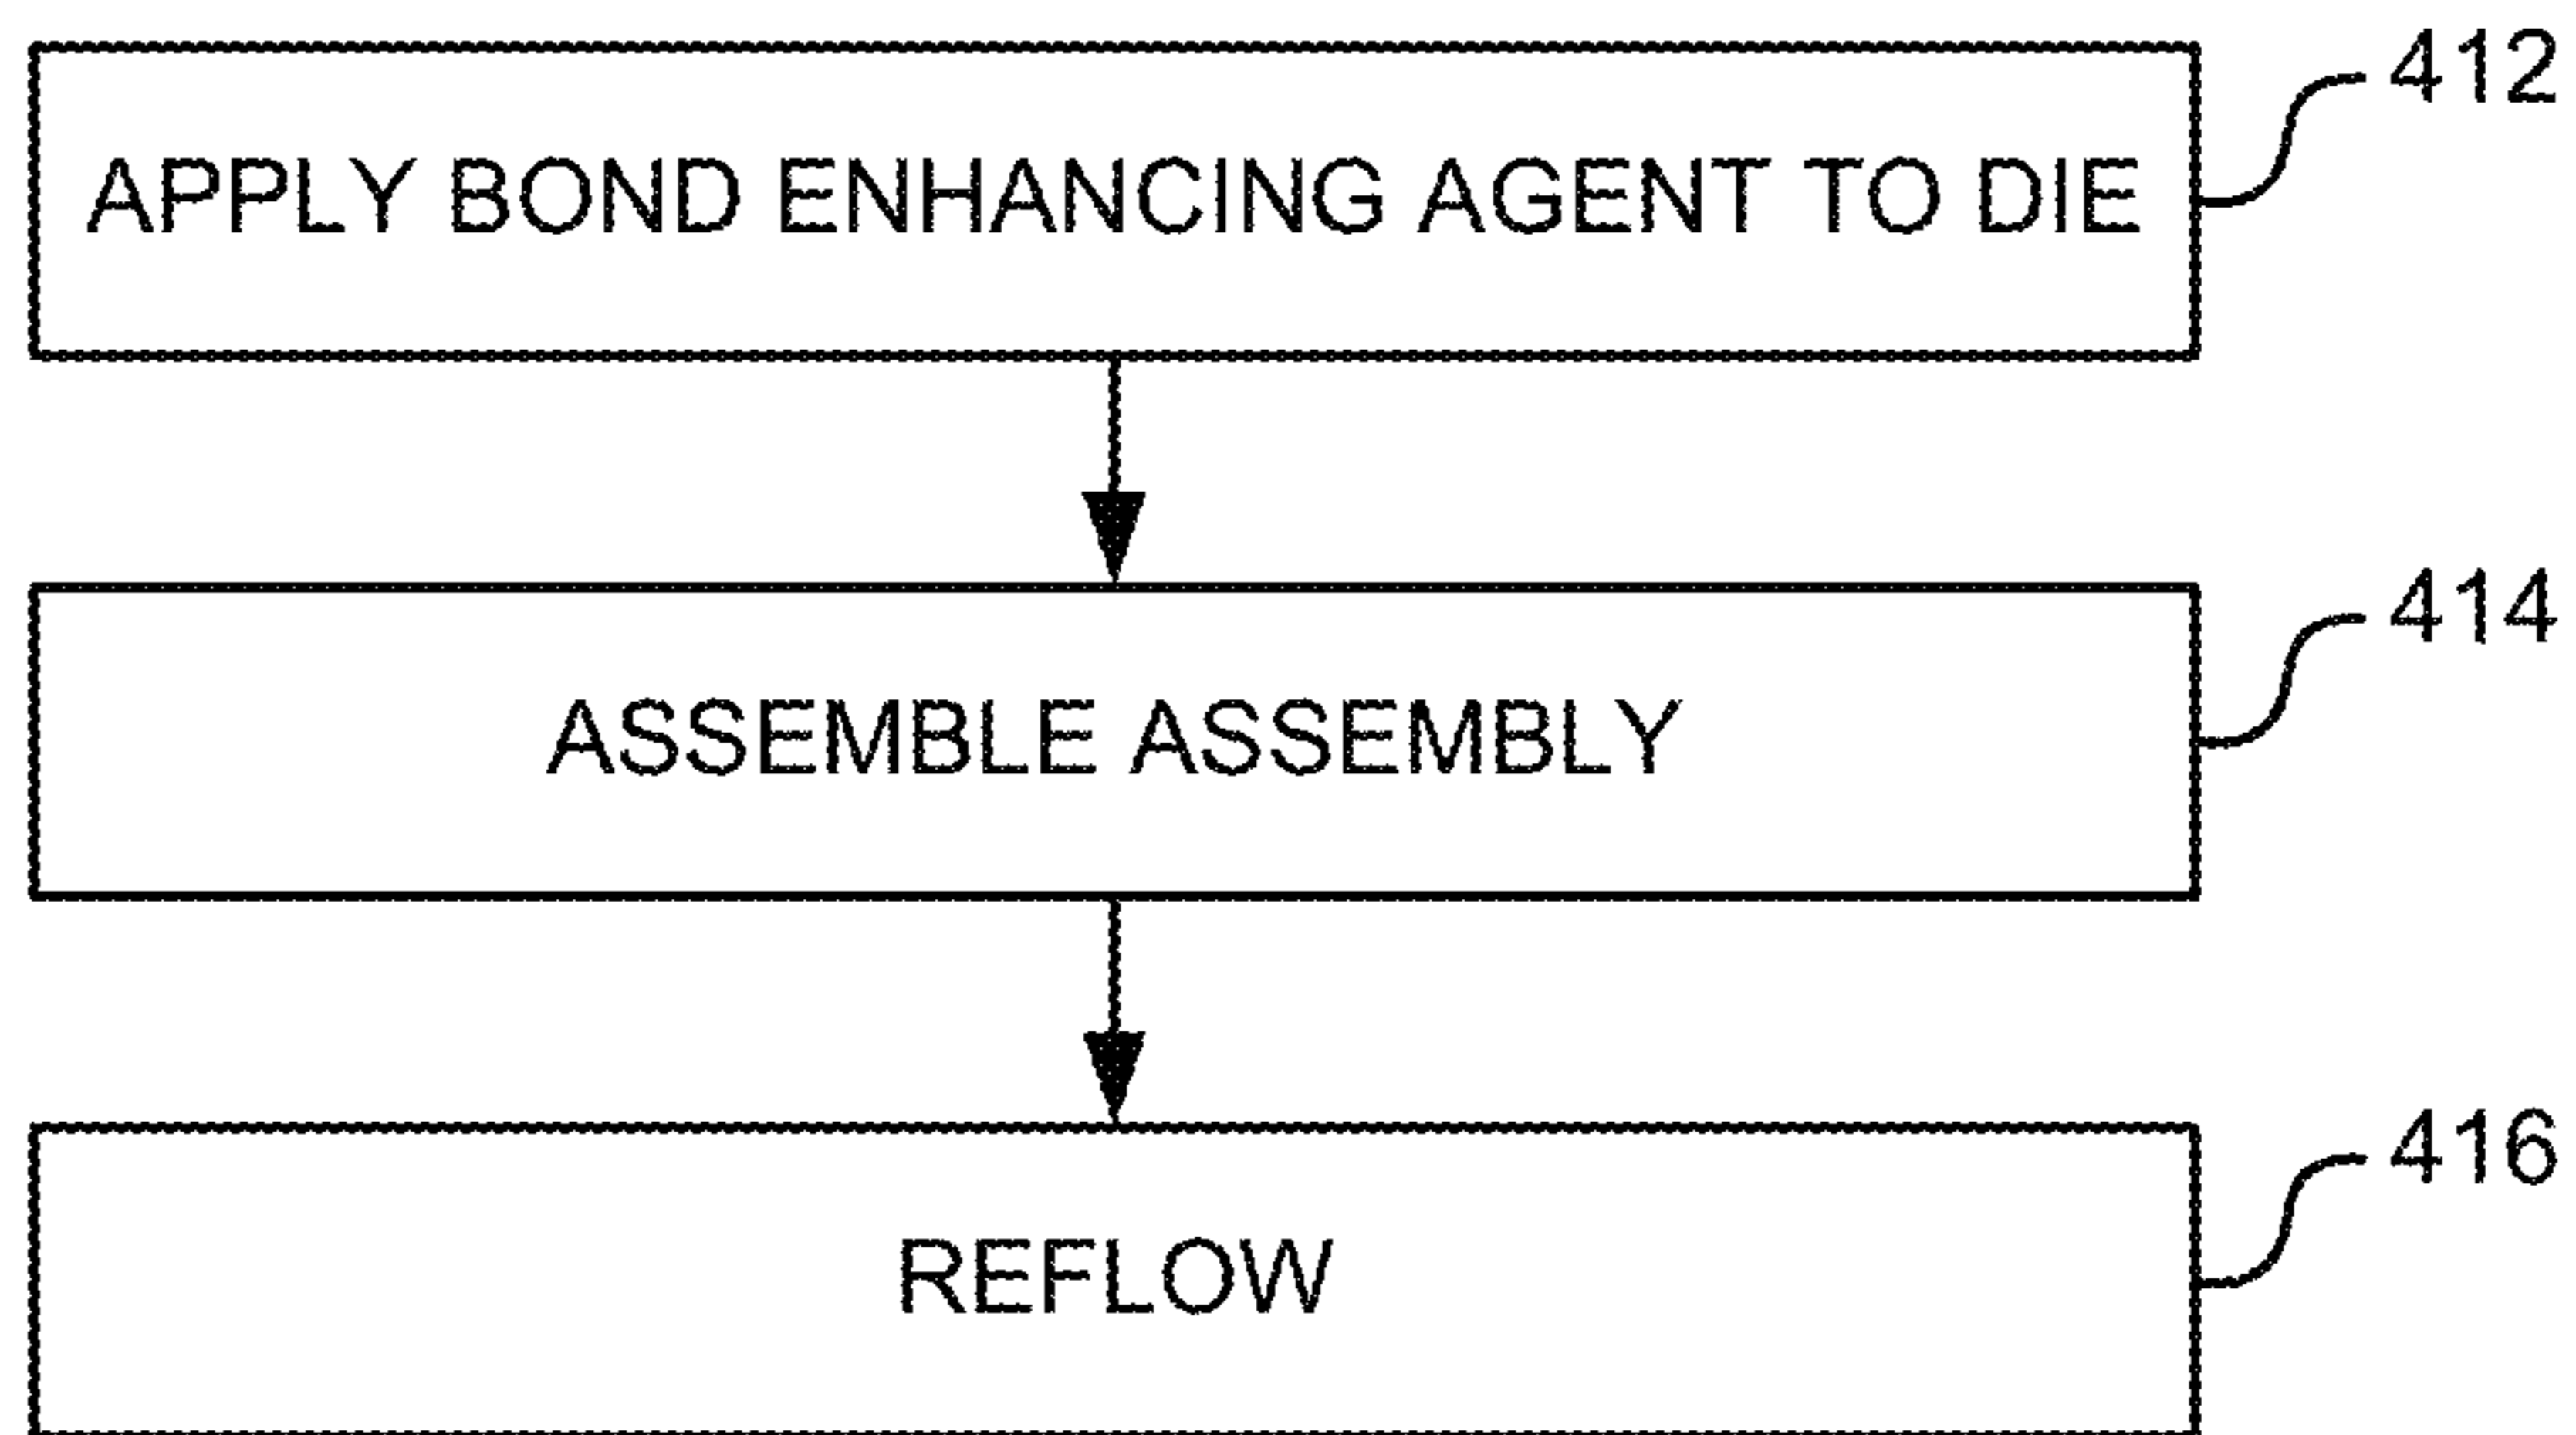 412
APPLY BOND ENHANCING AGENT TO DIE
414
ASSEMBLE ASSEMBLY
416
REFLOW